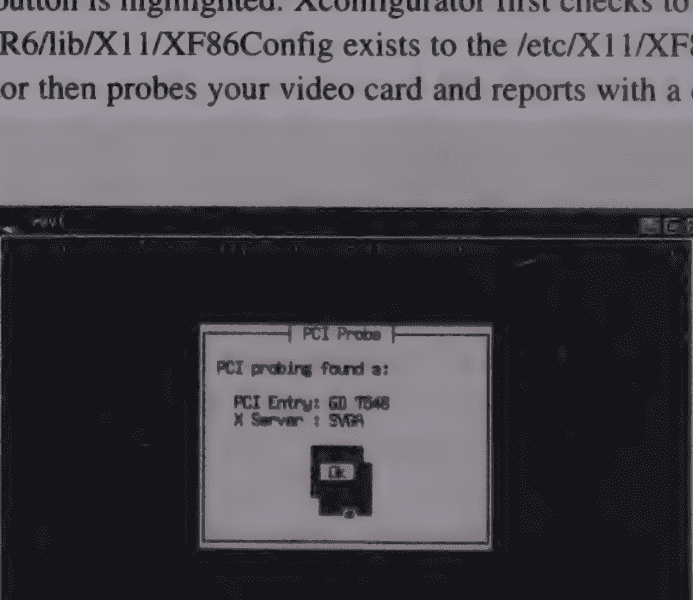 button is highlighted. Xconfigurator first checks to
R6/lib/X11/XF86Config exists to the /etc/X11/XF8
or then probes your video card and reports with a
PCI Probe
PCI probing found a:
PCI Entry: GD 7548
X Server : SVGA
Ok